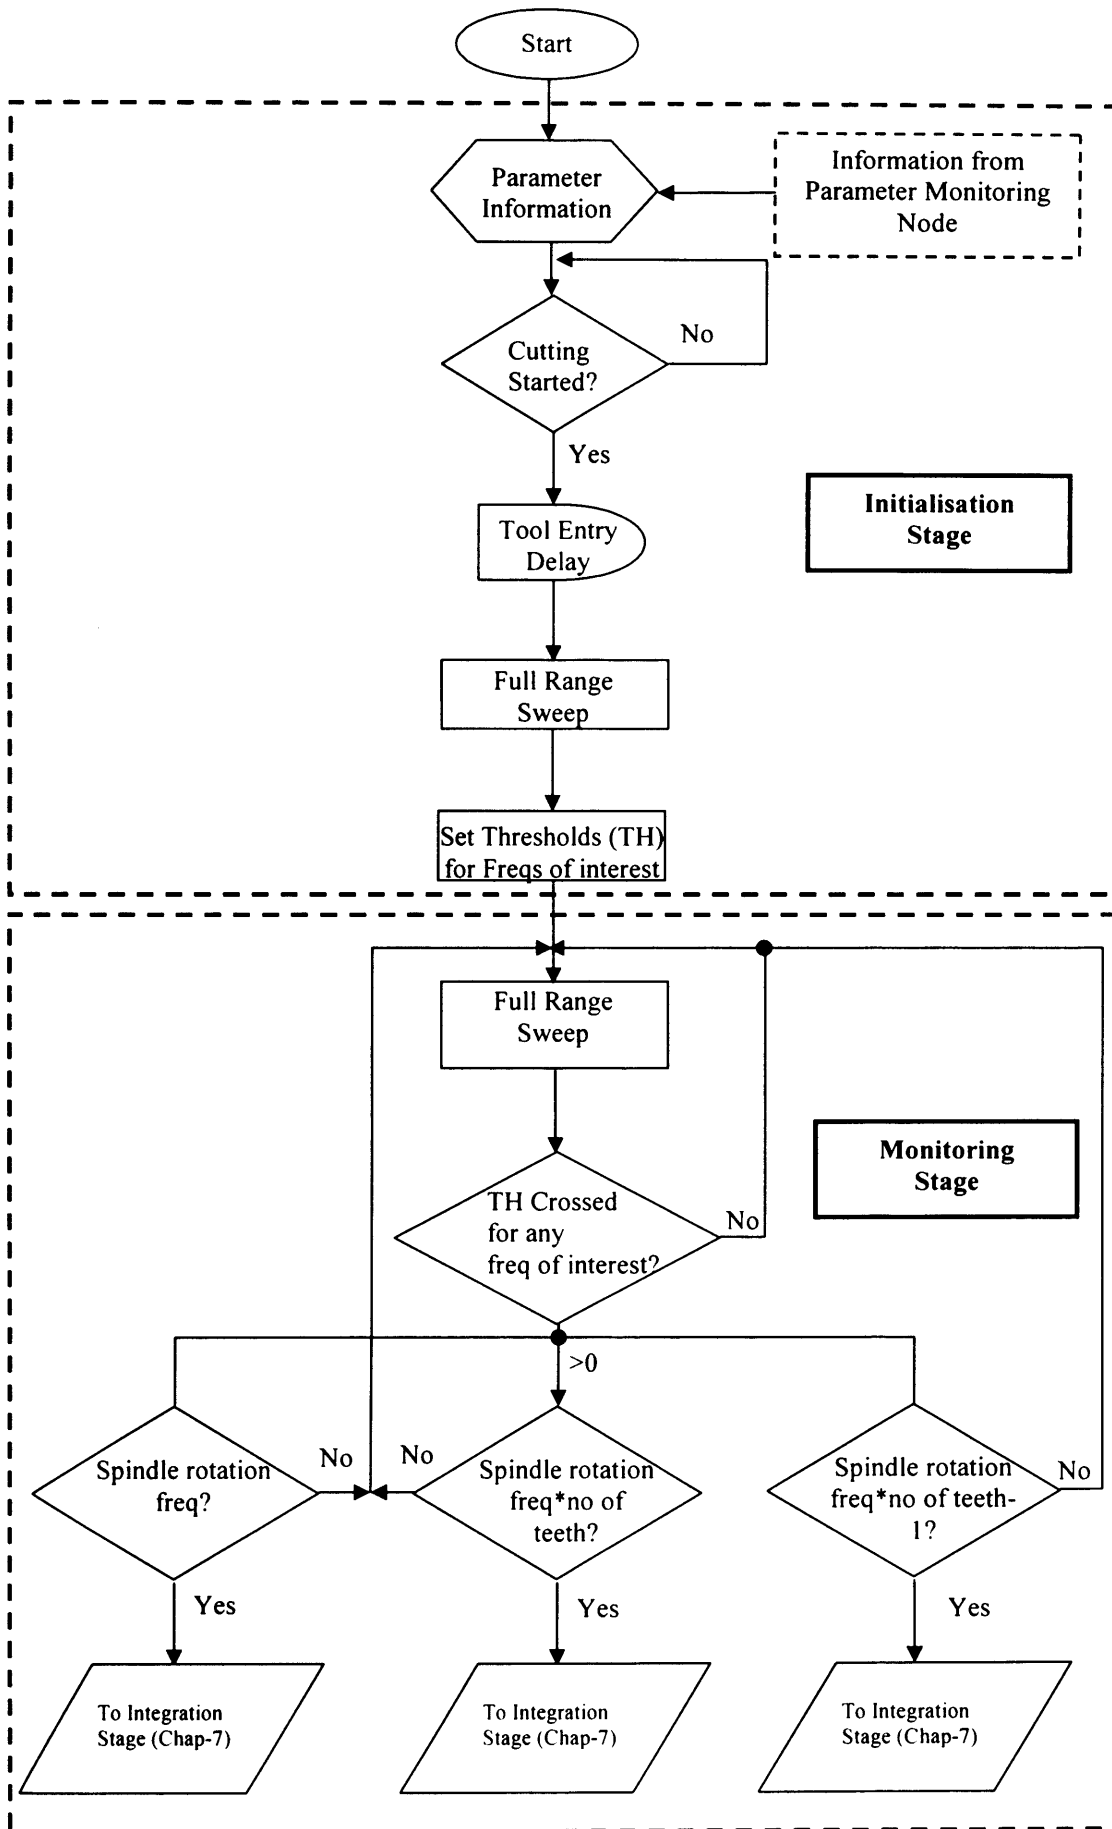 Start
Parameter
Information
Information from
Parameter Monitoring
Node
Cutting
Started?
No
Yes
Tool Entry
Delay
Initialisation
Stage
Full Range
Sweep
Set Thresholds (TH)
for Freqs of interest
Full Range
Sweep
Monitoring
Stage
TH Crossed
for any
freq of interest?
No
>0
Spindle rotation
freq?
No
No
Spindle rotation
freq*no of
teeth?
Spindle rotation
freq*no of teeth-
1?
No
Yes
Yes
Yes
To Integration
Stage (Chap-7)
To Integration
Stage (Chap-7)
To Integration
Stage (Chap-7)